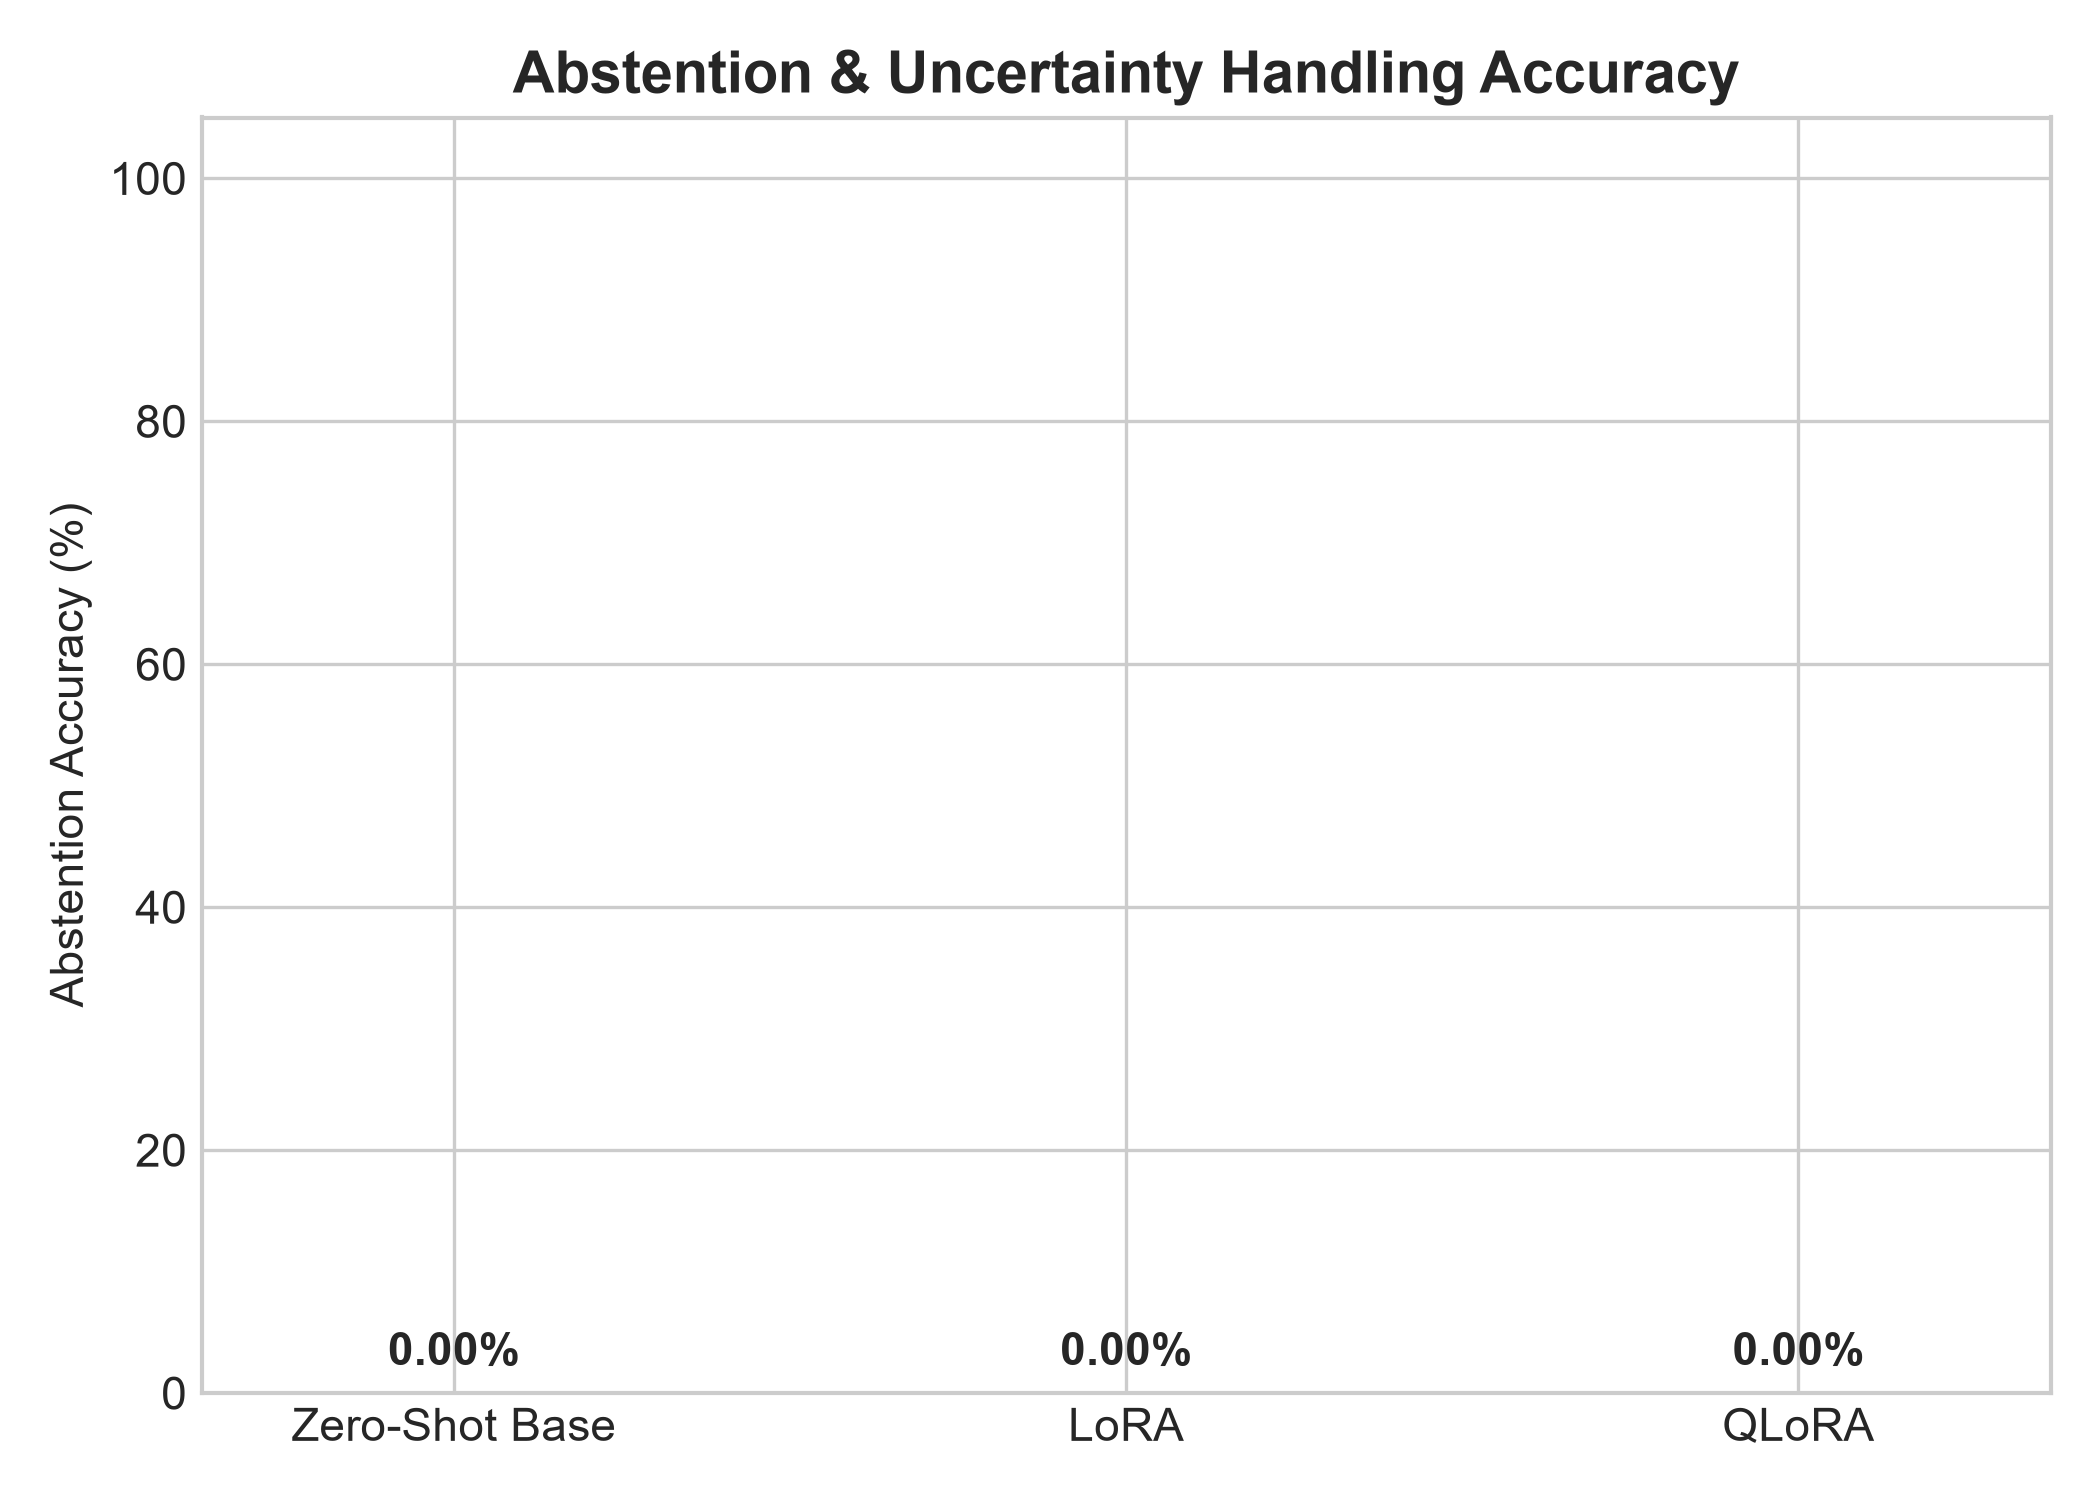 Abstention & Uncertainty Handling Accuracy
Abstention Accuracy (%)
100
80
60
40
20
0
0.00%
0.00%
0.00%
Zero-Shot Base
LoRA
QLoRA